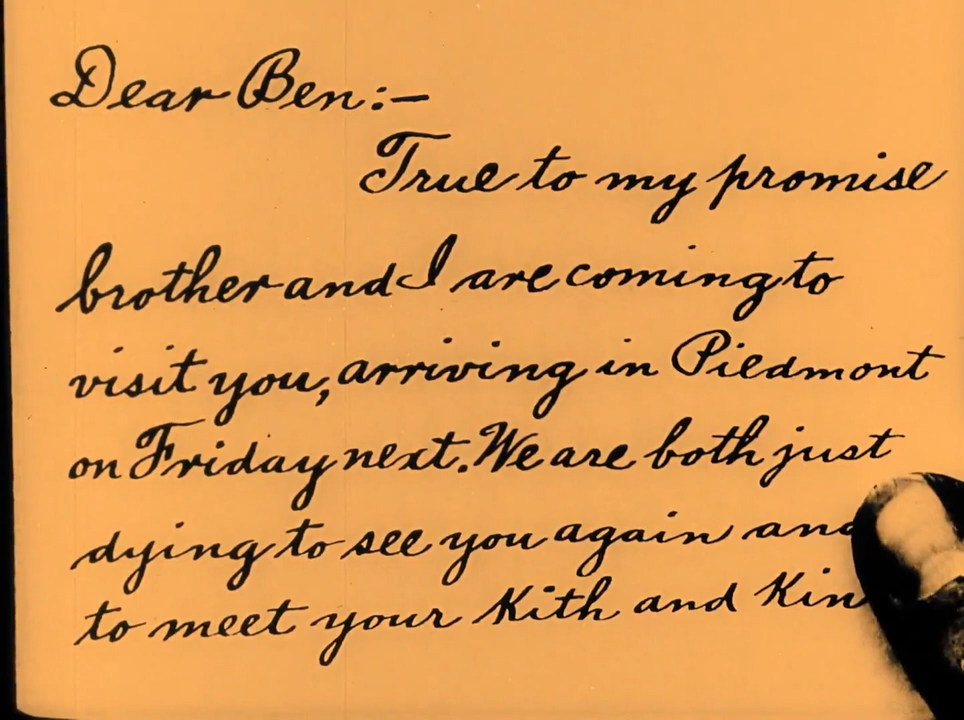 Dear Ben:—
True to my promise
brother and I are coming to
visit you, arriving in Piedmont
on Friday next. We are both just
dying to see you again and
to meet your Kith and Kin